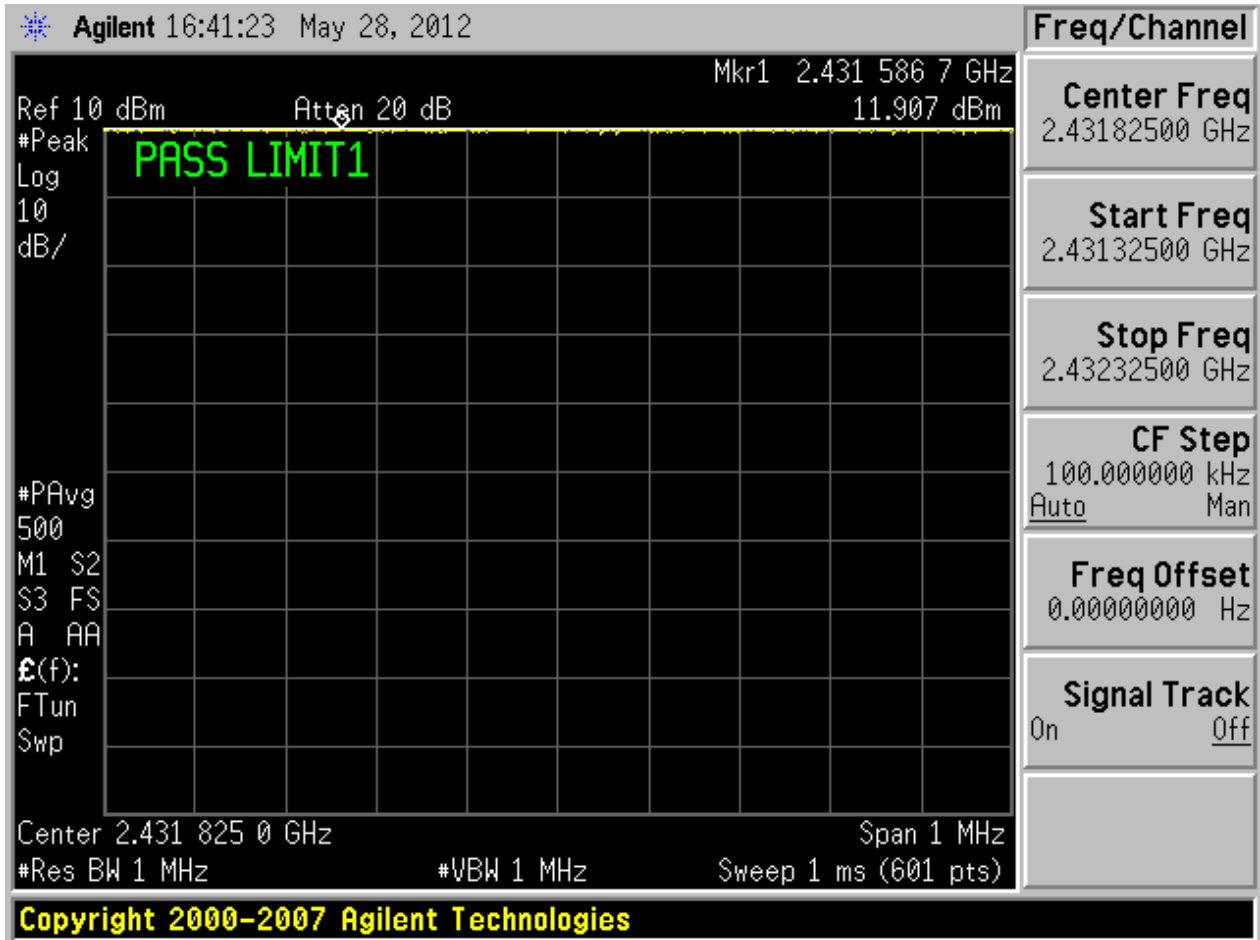 Agilent 16:41:23 May 28, 2012
Freq/Channel
Mkr1 2.431 586 7 GHz
Ref 10 dBm Atten 20 dB 11.907 dBm
#Peak
Log
10
dB/
PASS LIMIT1
#PAvg
500
M1 S2
S3 FS
A AA
£(f):
FTun
Swp
Center 2.431 825 0 GHz Span 1 MHz
#Res BW 1 MHz #VBW 1 MHz Sweep 1 ms (601 pts)
Center Freq
2.43182500 GHz
Start Freq
2.43132500 GHz
Stop Freq
2.43232500 GHz
CF Step
100.000000 kHz
Auto Man
Freq Offset
0.00000000 Hz
Signal Track
On Off
Copyright 2000-2007 Agilent Technologies